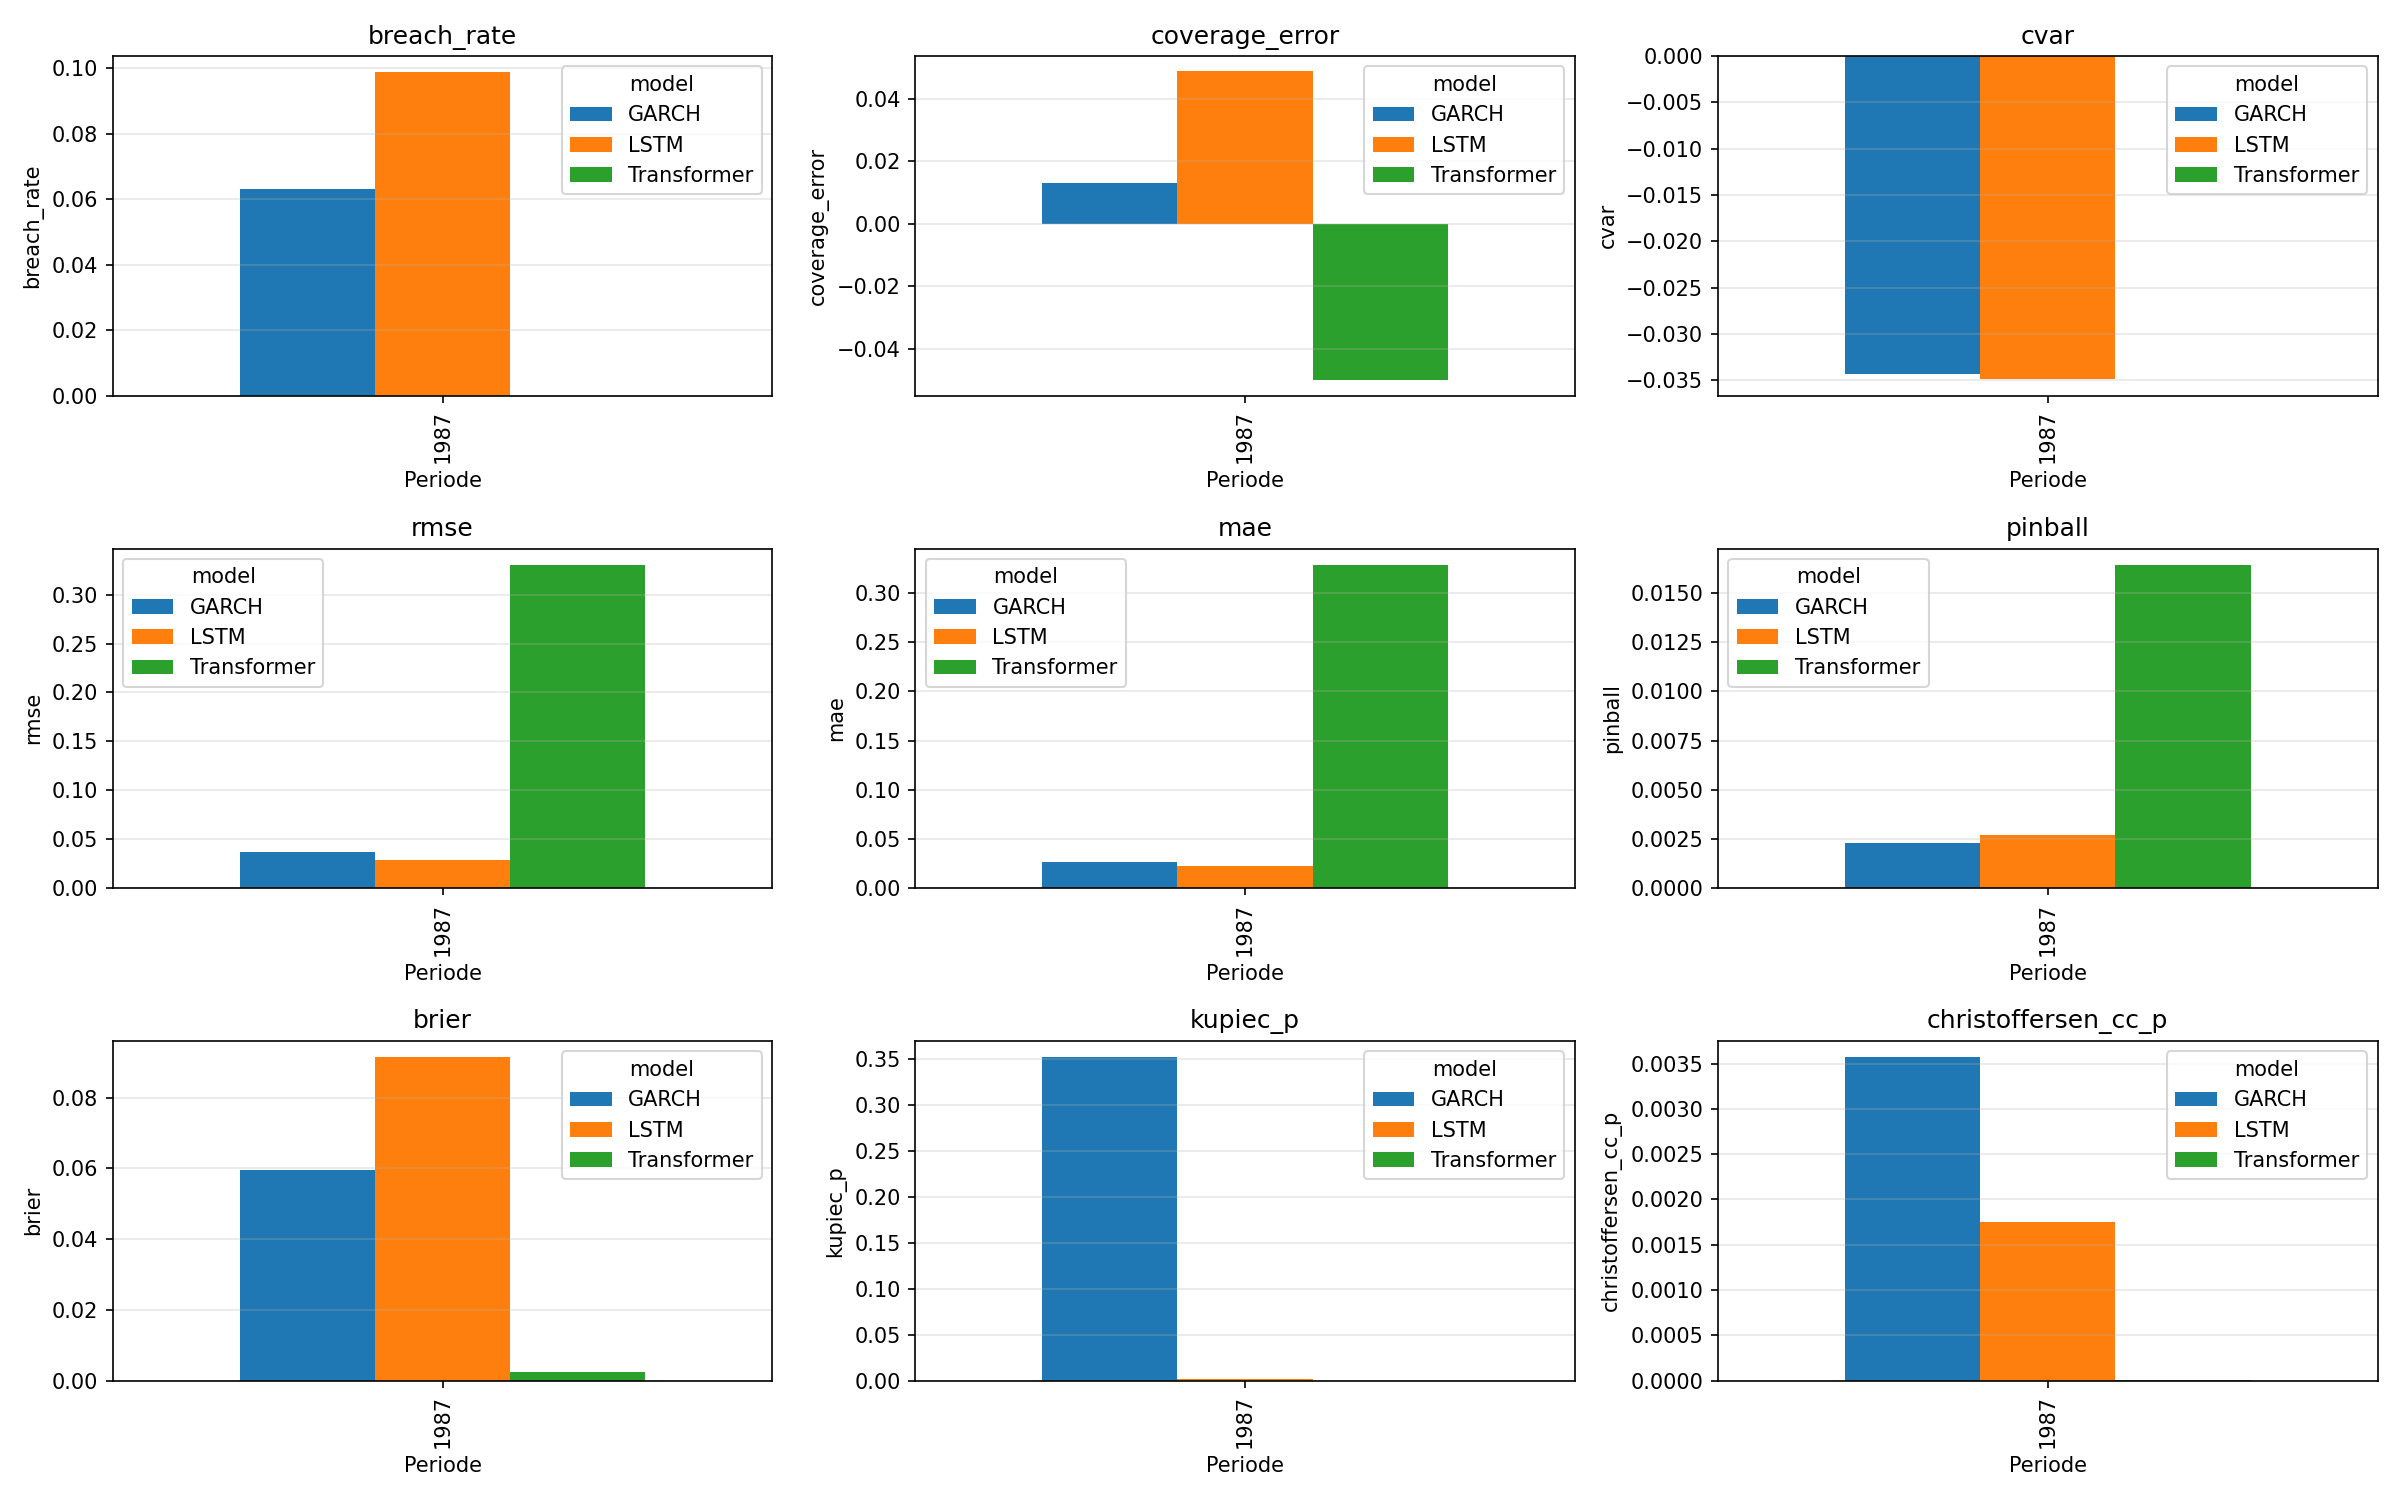 breach_rate
breach_rate
0.10
0.08
0.06
0.04
0.02
0.00
model
GARCH
LSTM
Transformer
1987
Periode
coverage_error
coverage_error
0.04
0.02
0.00
−0.02
−0.04
model
GARCH
LSTM
Transformer
1987
Periode
cvar
cvar
0.000
−0.005
−0.010
−0.015
−0.020
−0.025
−0.030
−0.035
model
GARCH
LSTM
Transformer
1987
Periode
rmse
rmse
0.30
0.25
0.20
0.15
0.10
0.05
0.00
model
GARCH
LSTM
Transformer
1987
Periode
mae
mae
0.30
0.25
0.20
0.15
0.10
0.05
0.00
model
GARCH
LSTM
Transformer
1987
Periode
pinball
pinball
0.0150
0.0125
0.0100
0.0075
0.0050
0.0025
0.0000
model
GARCH
LSTM
Transformer
1987
Periode
brier
brier
0.08
0.06
0.04
0.02
0.00
model
GARCH
LSTM
Transformer
1987
Periode
kupiec_p
kupiec_p
0.35
0.30
0.25
0.20
0.15
0.10
0.05
0.00
model
GARCH
LSTM
Transformer
1987
Periode
christoffersen_cc_p
christoffersen_cc_p
0.0035
0.0030
0.0025
0.0020
0.0015
0.0010
0.0005
0.0000
model
GARCH
LSTM
Transformer
1987
Periode